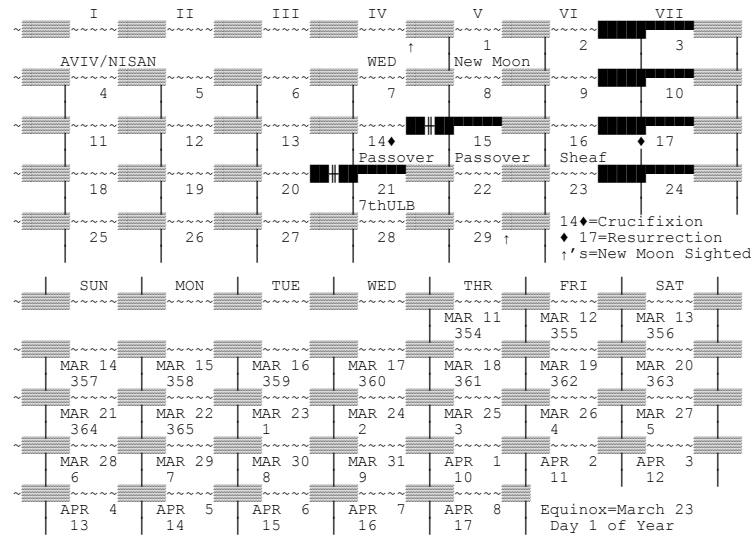 I II III IV V VI VII
↑ 1 2 3
AVIV/NISAN WED New Moon
4 5 6 7 8 9 10
11 12 13 14♦ 15 16 ♦ 17
Passover Passover Sheaf
18 19 20 21 22 23 24
7thULB
25 26 27 28 29 ↑
14♦=Crucifixion
♦ 17=Resurrection
↑'s=New Moon Sighted
SUN MON TUE WED THR FRI SAT
MAR 11 MAR 12 MAR 13
354 355 356
MAR 14 MAR 15 MAR 16 MAR 17 MAR 18 MAR 19 MAR 20
357 358 359 360 361 362 363
MAR 21 MAR 22 MAR 23 MAR 24 MAR 25 MAR 26 MAR 27
364 365 1 2 3 4 5
MAR 28 MAR 29 MAR 30 MAR 31 APR 1 APR 2 APR 3
6 7 8 9 10 11 12
APR 4 APR 5 APR 6 APR 7 APR 8 Equinox=March 23
13 14 15 16 17 Day 1 of Year